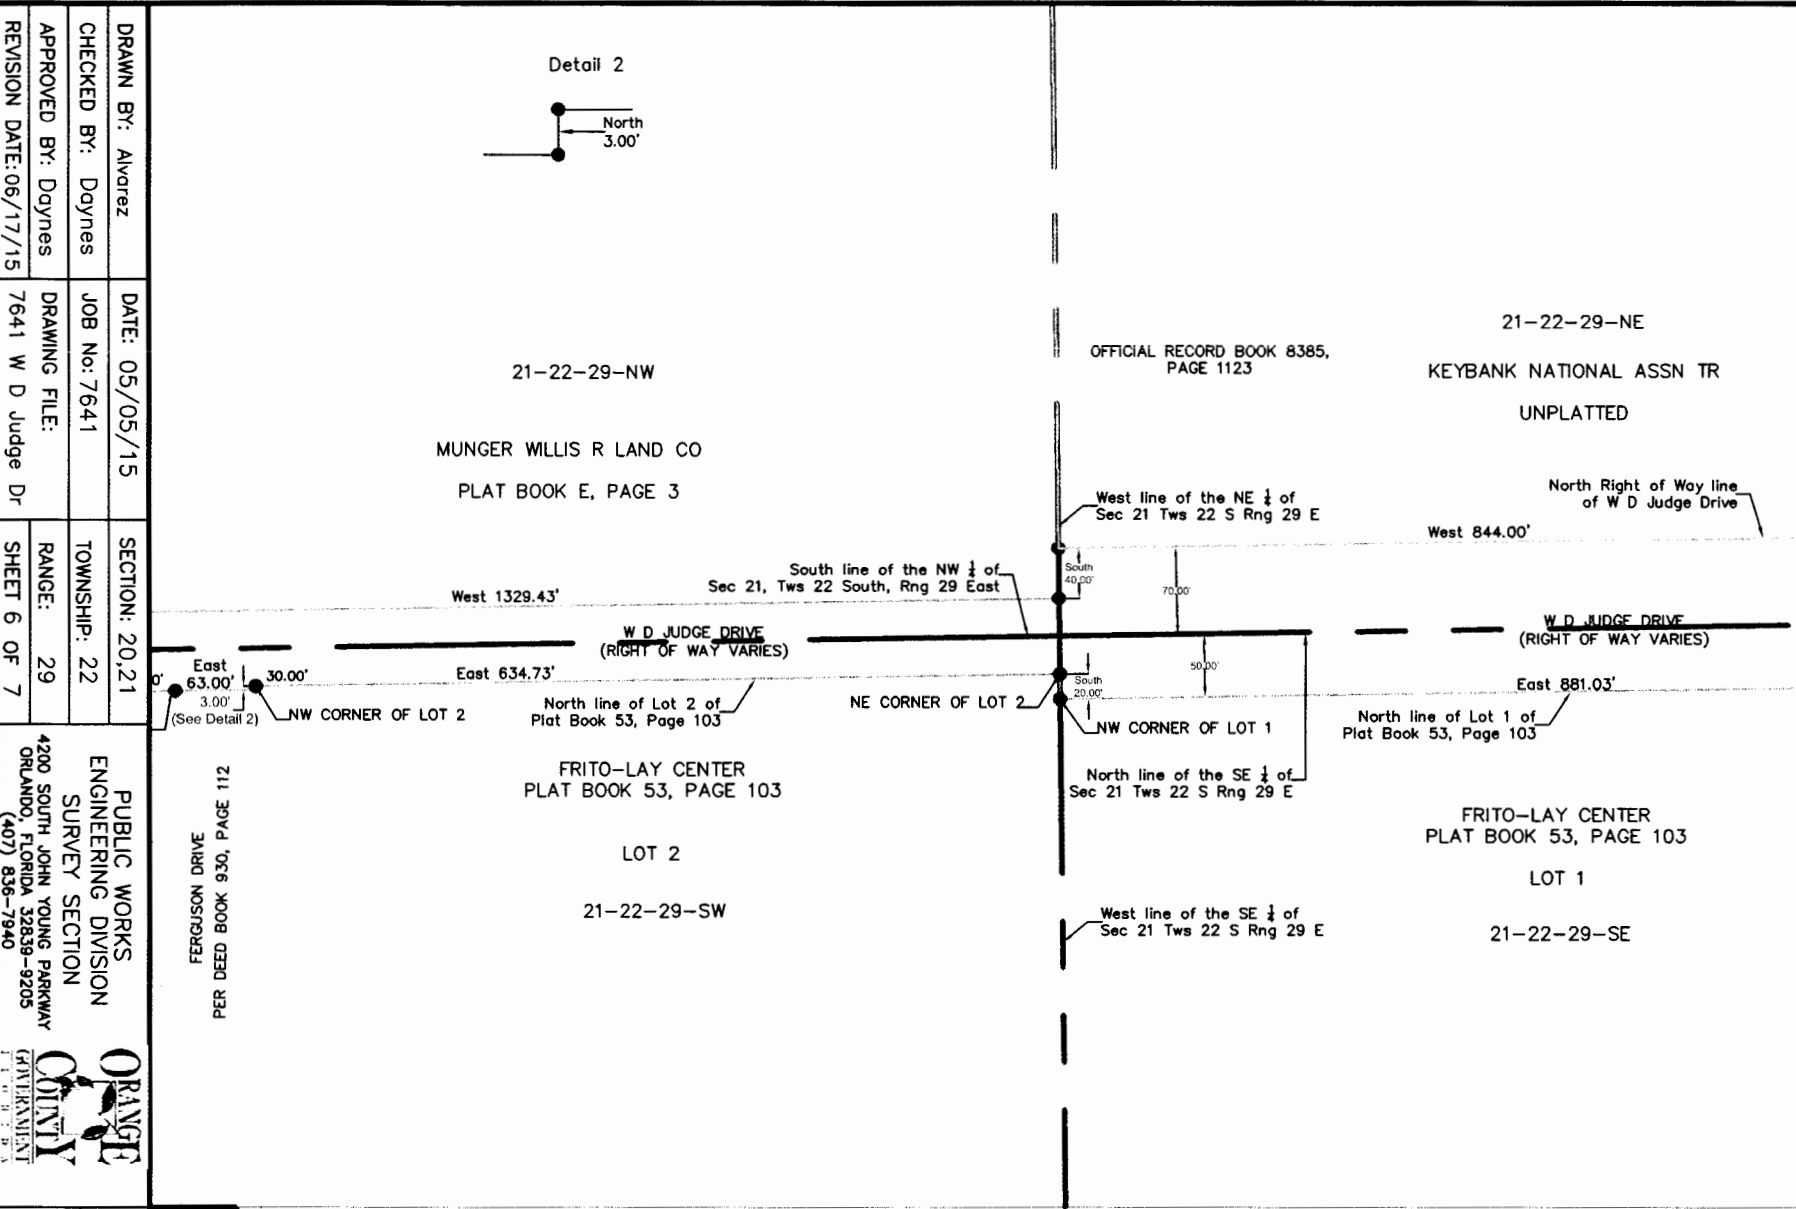 DRAWN BY: Alvarez
CHECKED BY: Daynes
APPROVED BY: Daynes
REVISION DATE:06/17/15
DATE: 05/05/15
JOB No: 7641
DRAWING FILE:
7641 W D Judge Dr
SECTION: 20,21
TOWNSHIP: 22
RANGE: 29
SHEET 6 OF 7
PUBLIC WORKS
ENGINEERING DIVISION
SURVEY SECTION
4200 SOUTH JOHN YOUNG PARKWAY
ORLANDO, FLORIDA 32839-9205
(407) 836-7940
ORANGE
COUNTY
GOVERNMENT
FLORIDA
Detail 2
North
3.00'
21-22-29-NW
MUNGER WILLIS R LAND CO
PLAT BOOK E, PAGE 3
OFFICIAL RECORD BOOK 8385,
PAGE 1123
21-22-29-NE
KEYBANK NATIONAL ASSN TR
UNPLATTED
West line of the NE ¼ of
Sec 21 Tws 22 S Rng 29 E
North Right of Way line
of W D Judge Drive
West 844.00'
South line of the NW ¼ of
Sec 21, Tws 22 South, Rng 29 East
South
40.00'
70.00'
West 1329.43'
W D JUDGE DRIVE
(RIGHT OF WAY VARIES)
W D JUDGE DRIVE
(RIGHT OF WAY VARIES)
0'
East
63.00'
3.00'
(See Detail 2)
30.00'
East 634.73'
NW CORNER OF LOT 2
North line of Lot 2 of
Plat Book 53, Page 103
NE CORNER OF LOT 2
South
20.00'
50.00'
East 881.03'
NW CORNER OF LOT 1
North line of Lot 1 of
Plat Book 53, Page 103
North line of the SE ¼ of
Sec 21 Tws 22 S Rng 29 E
FERGUSON DRIVE
PER DEED BOOK 930, PAGE 112
FRITO-LAY CENTER
PLAT BOOK 53, PAGE 103
LOT 2
21-22-29-SW
FRITO-LAY CENTER
PLAT BOOK 53, PAGE 103
LOT 1
21-22-29-SE
West line of the SE ¼ of
Sec 21 Tws 22 S Rng 29 E